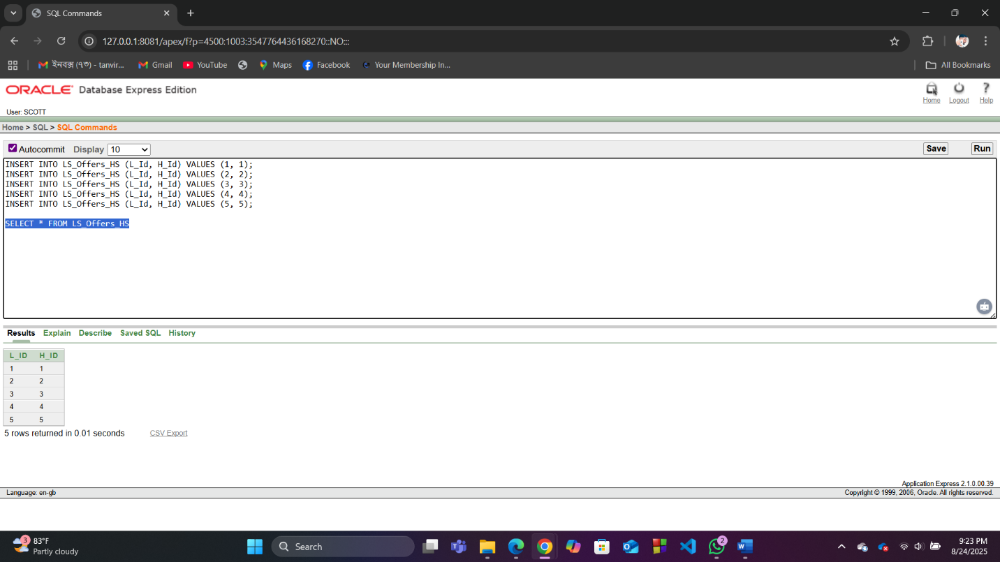 SQL Commands
127.0.0.1:8081/apex/f?p=4500:1003:3547764436168270::NO:::
ইনবক্স (৭৩) - tanvir... Gmail YouTube Maps Facebook Your Membership In... All Bookmarks
ORACLE Database Express Edition
Home Logout Help
User: SCOTT
Home > SQL > SQL Commands
Autocommit Display 10 Save Run
INSERT INTO LS_Offers_HS (L_Id, H_Id) VALUES (1, 1);
INSERT INTO LS_Offers_HS (L_Id, H_Id) VALUES (2, 2);
INSERT INTO LS_Offers_HS (L_Id, H_Id) VALUES (3, 3);
INSERT INTO LS_Offers_HS (L_Id, H_Id) VALUES (4, 4);
INSERT INTO LS_Offers_HS (L_Id, H_Id) VALUES (5, 5);
SELECT * FROM LS_Offers_HS
Results Explain Describe Saved SQL History
L_ID H_ID
1 1
2 2
3 3
4 4
5 5
5 rows returned in 0.01 seconds CSV Export
Application Express 2.1.0.00.39
Language: en-gb Copyright © 1999, 2006, Oracle. All rights reserved.
3 83°F
Partly cloudy
Search
2
9:23 PM
8/24/2025